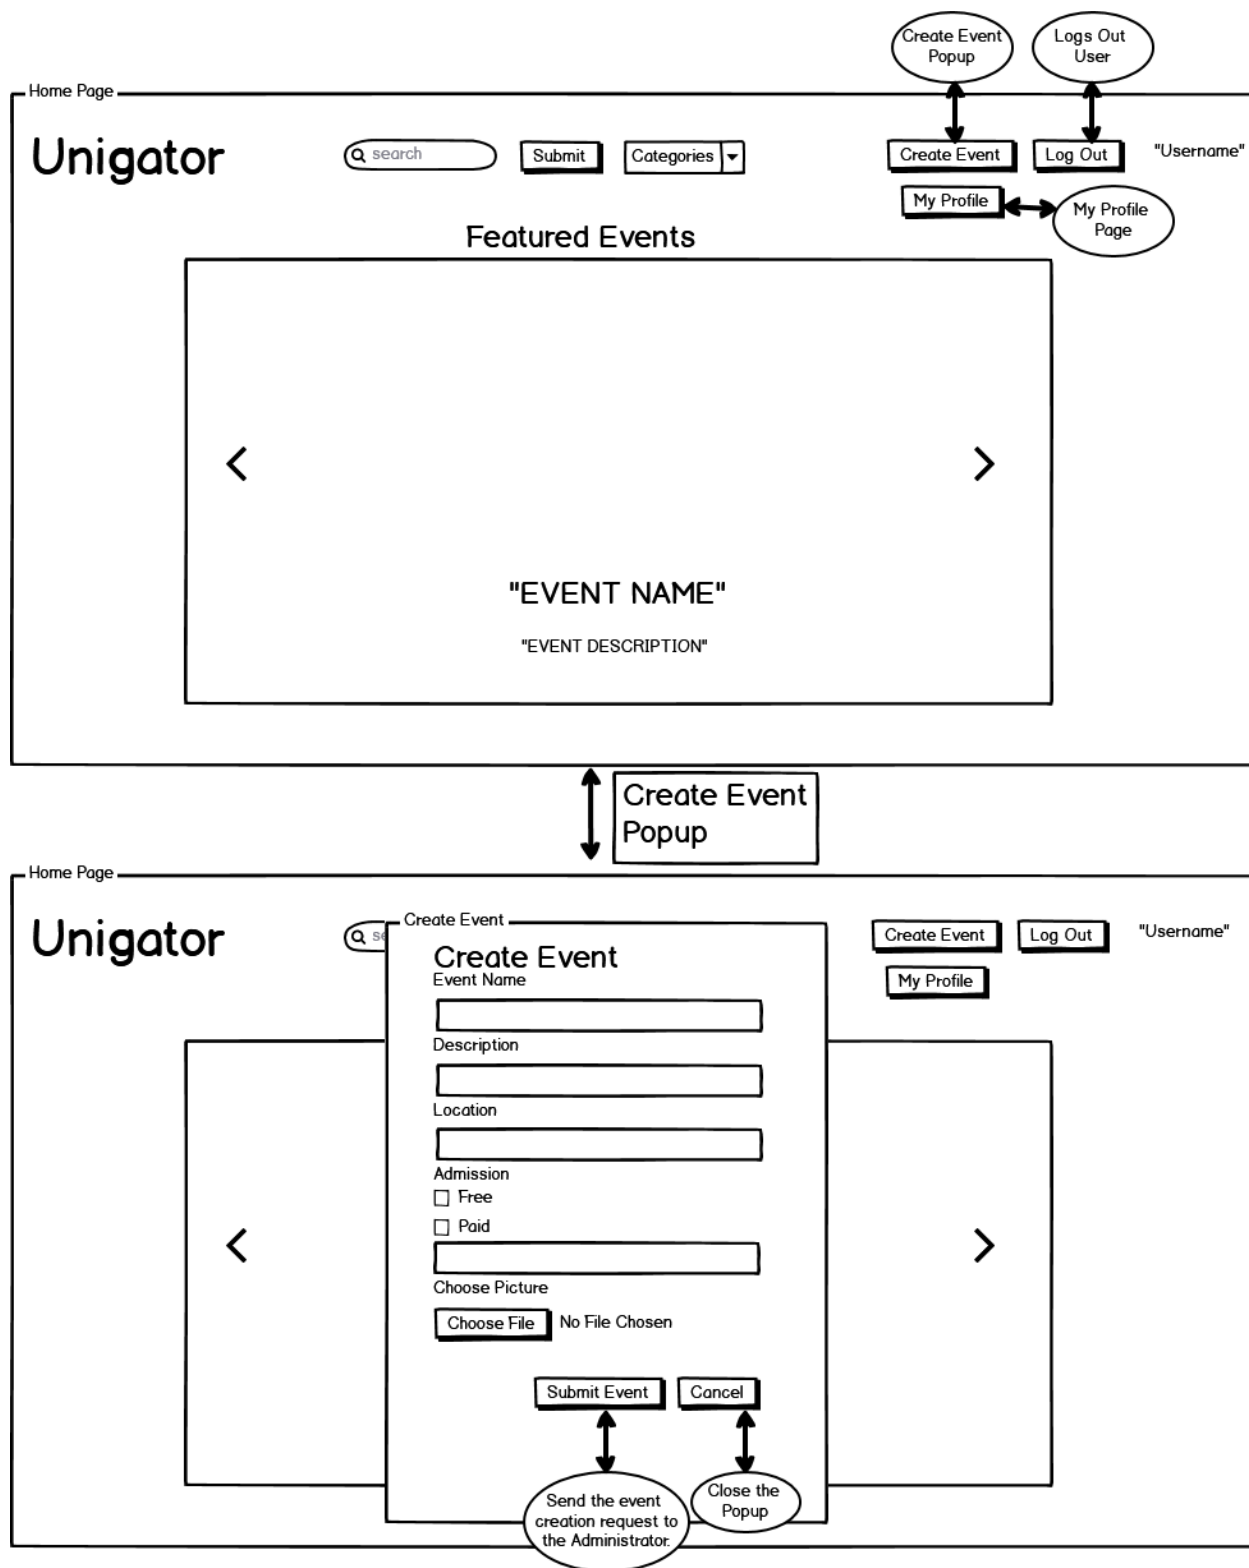 Create Event
Popup
Logs Out
User
Home Page
Unigator
search
Submit
Categories
Create Event
Log Out
"Username"
My Profile
My Profile
Page
Featured Events
"EVENT NAME"
"EVENT DESCRIPTION"
Create Event
Popup
Home Page
Unigator
se
Create Event
Create Event
Log Out
"Username"
My Profile
Create Event
Event Name
Description
Location
Admission
Free
Paid
Choose Picture
Choose File
No File Chosen
Submit Event
Cancel
Send the event
creation request to
the Administrator.
Close the
Popup